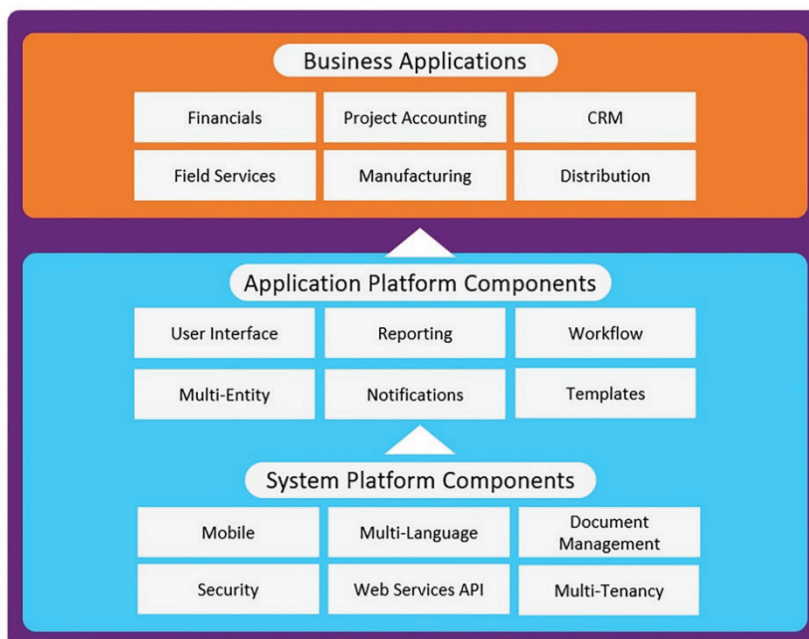 Business Applications
Financials
Project Accounting
CRM
Field Services
Manufacturing
Distribution
Application Platform Components
User Interface
Reporting
Workflow
Multi-Entity
Notifications
Templates
System Platform Components
Mobile
Multi-Language
Document
Management
Security
Web Services API
Multi-Tenancy